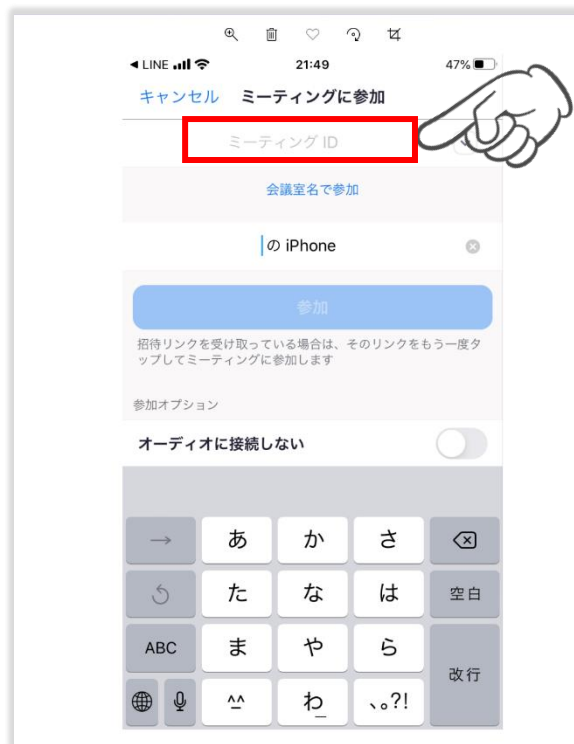 LINE 21:49 47%
キャンセル ミーティングに参加
ミーティング ID
会議室名で参加
の iPhone
参加
招待リンクを受け取っている場合は、そのリンクをもう一度タ
ップしてミーティングに参加します
参加オプション
オーディオに接続しない
→ あ か さ
た な は 空白
ABC ま や ら
改行
^^ わ 、。?!